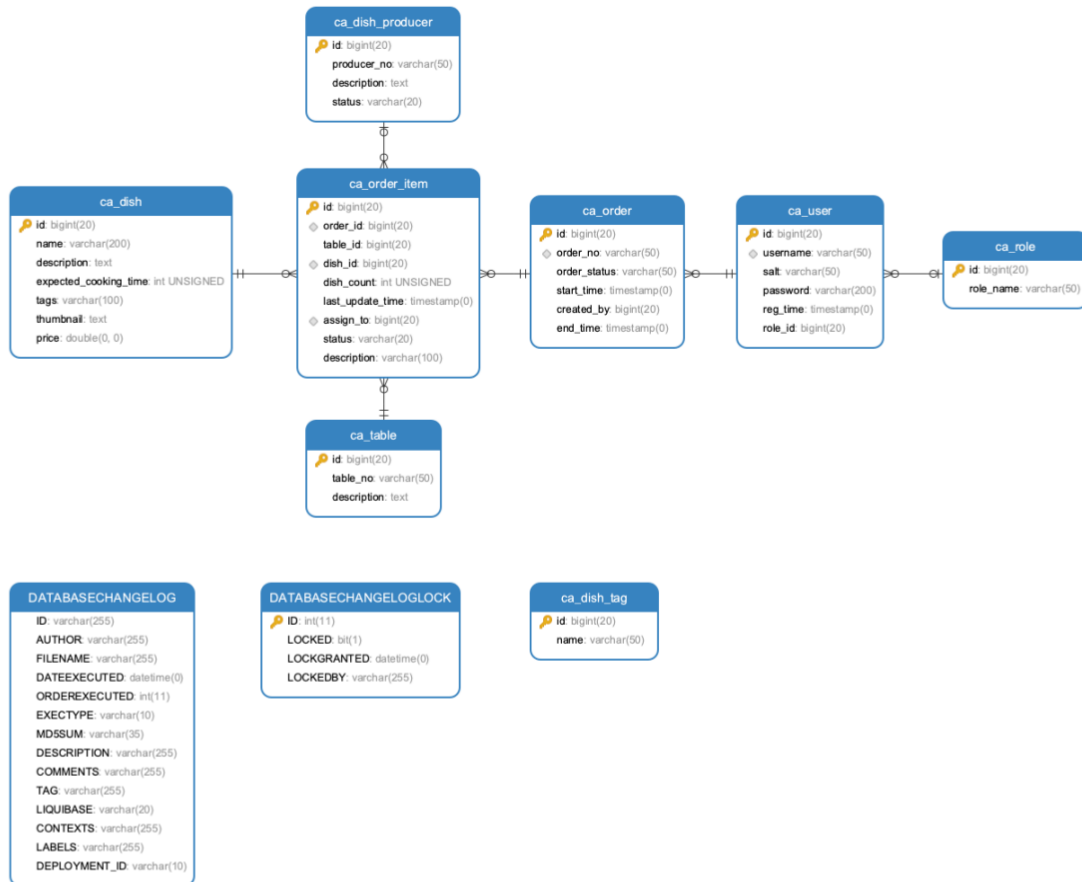 ca_dish_producer
id: bigint(20)
producer_no: varchar(50)
description: text
status: varchar(20)
ca_dish
id: bigint(20)
name: varchar(200)
description: text
expected_cooking_time: int UNSIGNED
tags: varchar(100)
thumbnail: text
price: double(0, 0)
ca_order_item
id: bigint(20)
order_id: bigint(20)
table_id: bigint(20)
dish_id: bigint(20)
dish_count: int UNSIGNED
last_update_time: timestamp(0)
assign_to: bigint(20)
status: varchar(20)
description: varchar(100)
ca_order
id: bigint(20)
order_no: varchar(50)
order_status: varchar(50)
start_time: timestamp(0)
created_by: bigint(20)
end_time: timestamp(0)
ca_user
id: bigint(20)
username: varchar(50)
salt: varchar(50)
password: varchar(200)
reg_time: timestamp(0)
role_id: bigint(20)
ca_role
id: bigint(20)
role_name: varchar(50)
ca_table
id: bigint(20)
table_no: varchar(50)
description: text
DATABASECHANGELOG
ID: varchar(255)
AUTHOR: varchar(255)
FILENAME: varchar(255)
DATEEXECUTED: datetime(0)
ORDEREXECUTED: int(11)
EXECTYPE: varchar(10)
MD5SUM: varchar(35)
DESCRIPTION: varchar(255)
COMMENTS: varchar(255)
TAG: varchar(255)
LIQUIBASE: varchar(20)
CONTEXTS: varchar(255)
LABELS: varchar(255)
DEPLOYMENT_ID: varchar(10)
DATABASECHANGELOGLOCK
ID: int(11)
LOCKED: bit(1)
LOCKGRANTED: datetime(0)
LOCKEDBY: varchar(255)
ca_dish_tag
id: bigint(20)
name: varchar(50)